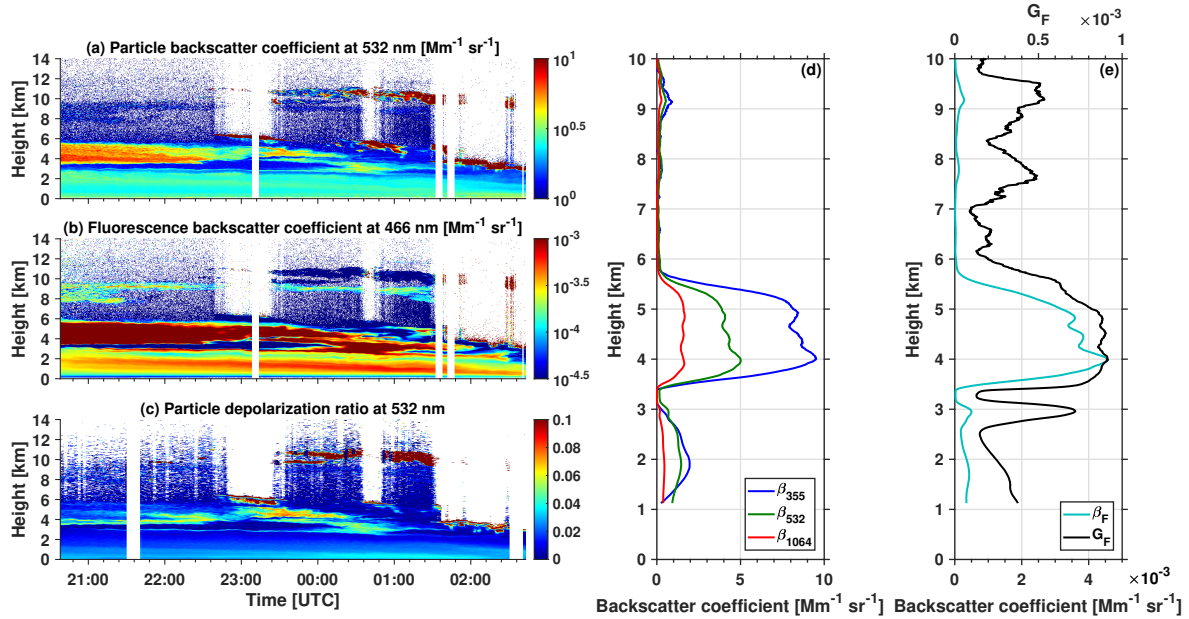 (a) Particle backscatter coefficient at 532 nm [Mm⁻¹ sr⁻¹]
Height [km]
14
12
10
8
6
4
2
0
10¹
10⁰·⁵
10⁰
(b) Fluorescence backscatter coefficient at 466 nm [Mm⁻¹ sr⁻¹]
Height [km]
14
12
10
8
6
4
2
0
10⁻³
10⁻³·⁵
10⁻⁴
10⁻⁴·⁵
(c) Particle depolarization ratio at 532 nm
Height [km]
14
12
10
8
6
4
2
0
0.1
0.08
0.06
0.04
0.02
0
21:00 22:00 23:00 00:00 01:00 02:00
Time [UTC]
(d)
Height [km]
10
9
8
7
6
5
4
3
2
1
0
β₃₅₅
β₅₃₂
β₁₀₆₄
0 5 10
Backscatter coefficient [Mm⁻¹ sr⁻¹]
G_F
×10⁻³
0 0.5 1
(e)
Height [km]
10
9
8
7
6
5
4
3
2
1
0
β_F
G_F
0 2 4
×10⁻³
Backscatter coefficient [Mm⁻¹ sr⁻¹]